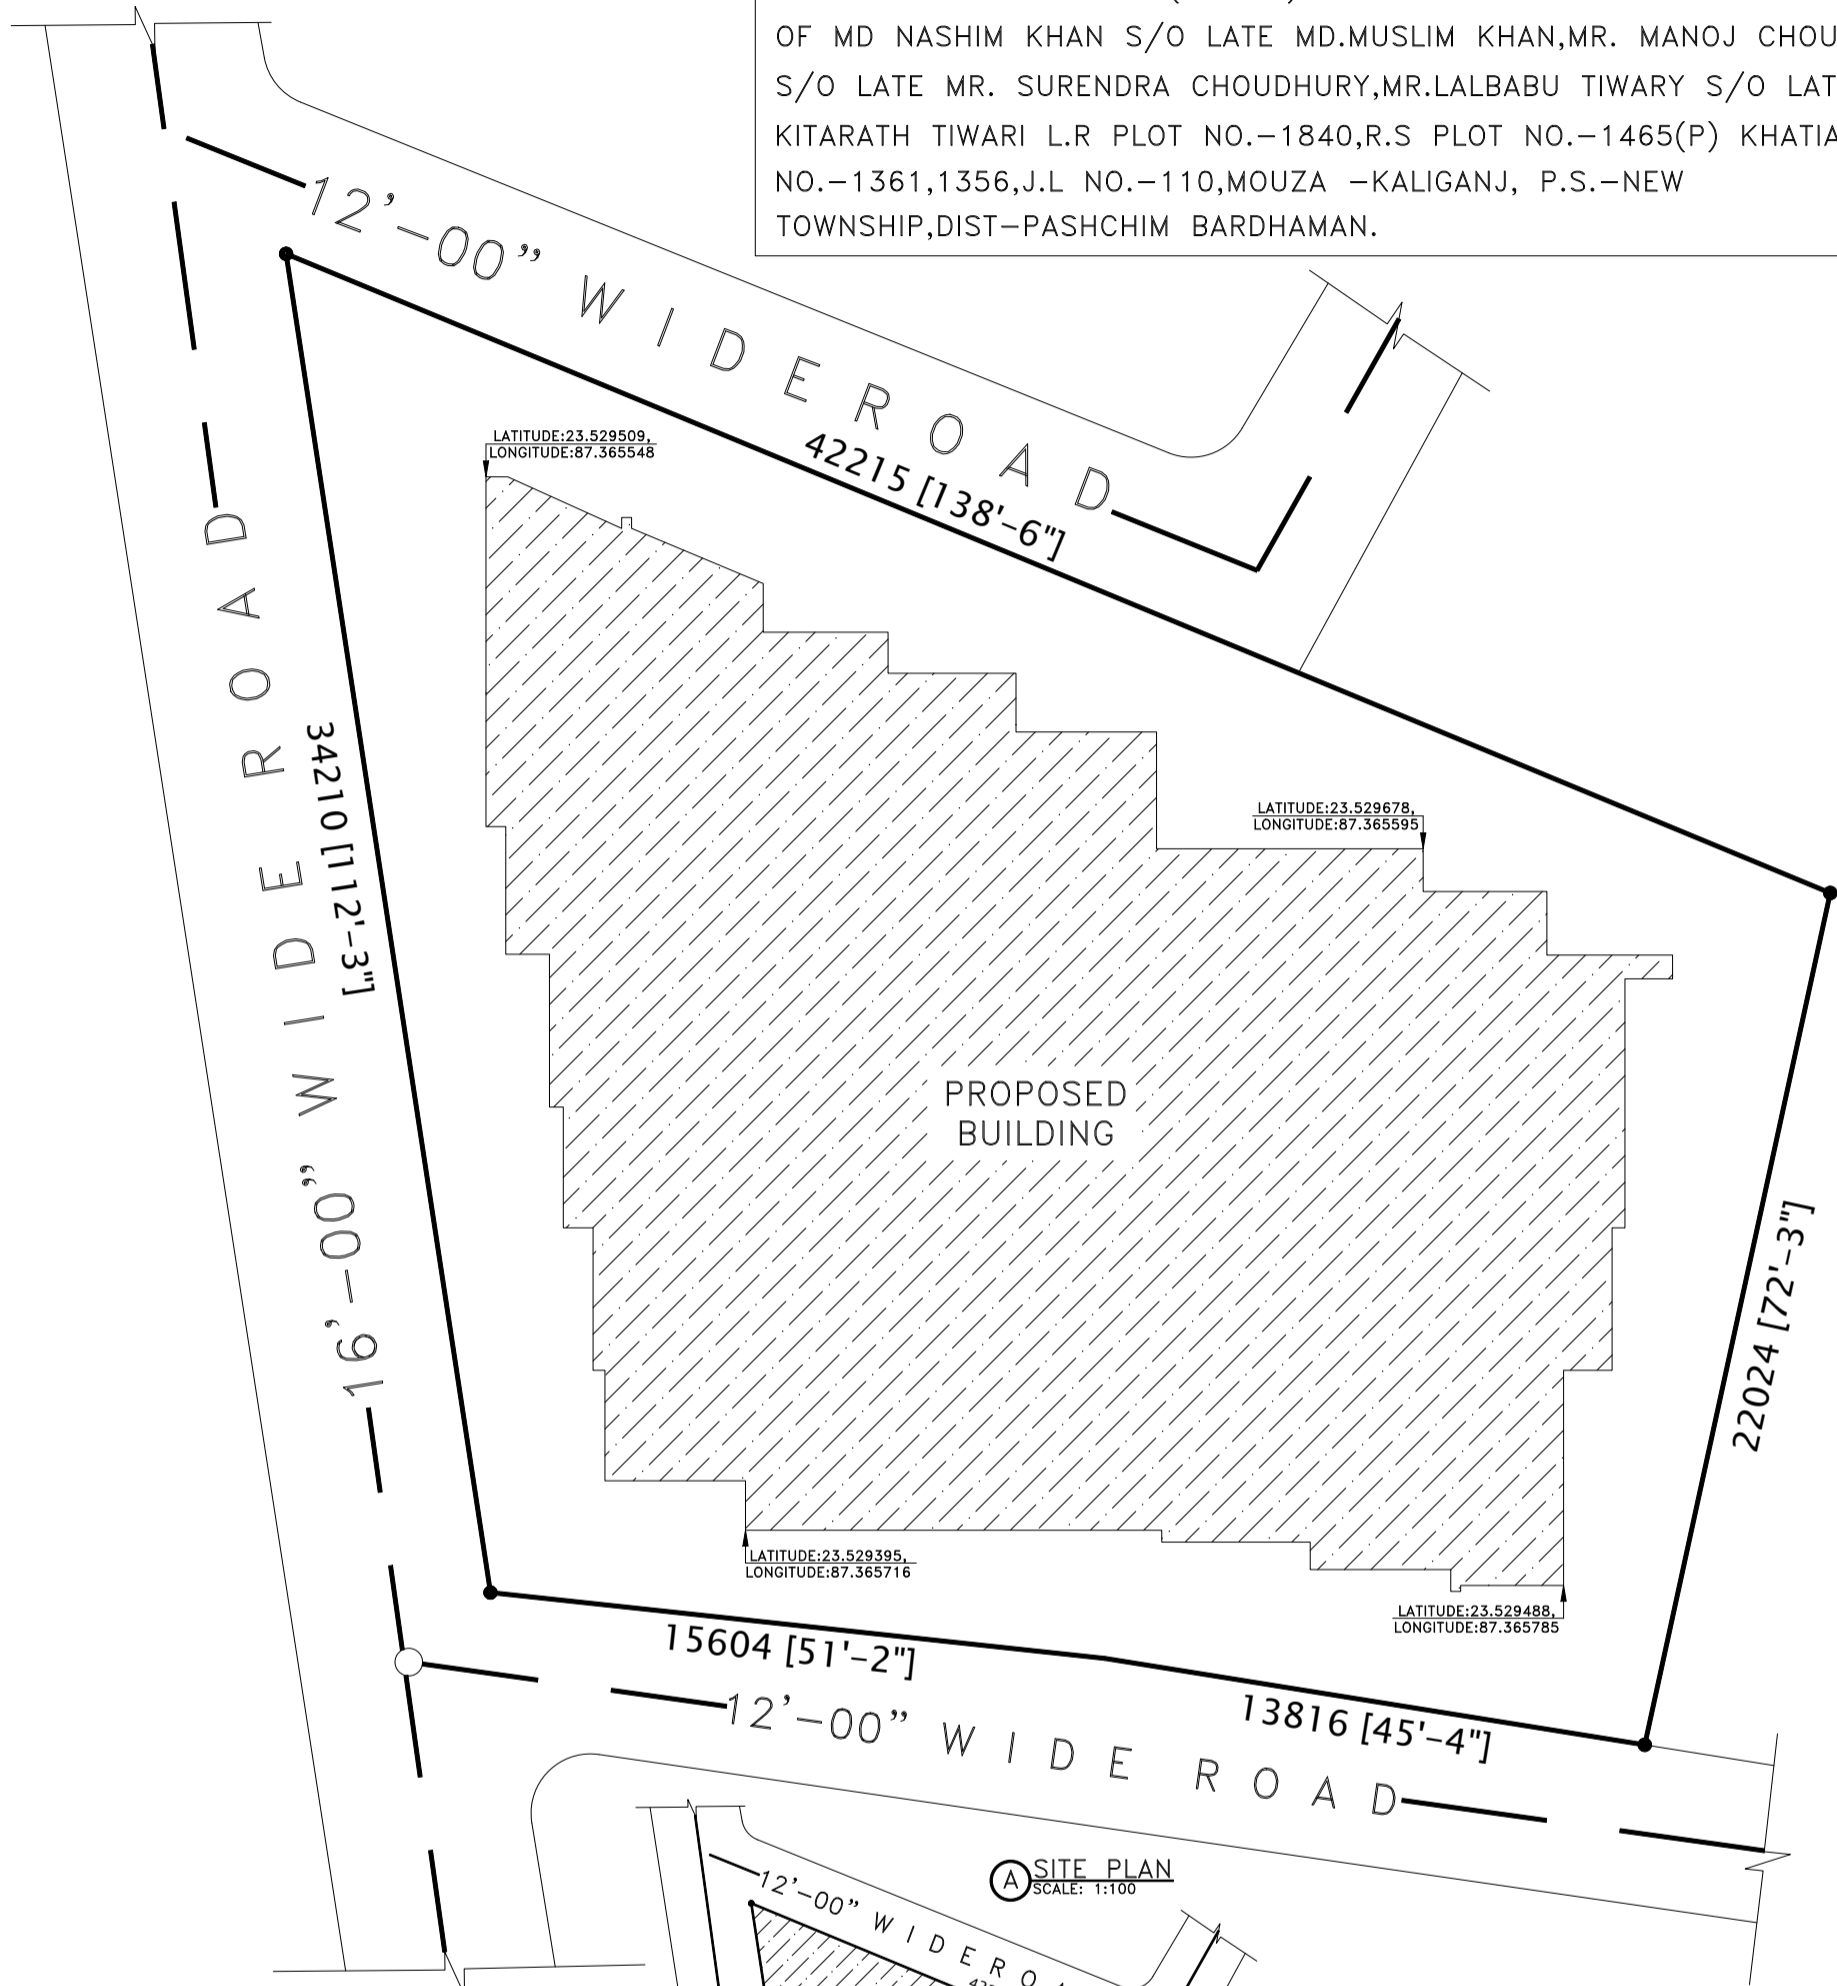 OF MD NASHIM KHAN S/O LATE MD.MUSLIM KHAN,MR. MANOJ CHOU
S/O LATE MR. SURENDRA CHOUDHURY,MR.LALBABU TIWARY S/O LAT
KITARATH TIWARI L.R PLOT NO.-1840,R.S PLOT NO.-1465(P) KHATIA
NO.-1361,1356,J.L NO.-110,MOUZA -KALIGANJ, P.S.-NEW
TOWNSHIP,DIST-PASHCHIM BARDHAMAN.
12'-00" WIDEROAD
42215 [138'-6"]
LATITUDE:23.529509,
LONGITUDE:87.365548
16'-00" WIDE ROAD
34210 [112'-3"]
LATITUDE:23.529678,
LONGITUDE:87.365595
PROPOSED
BUILDING
22024 [72'-3"]
LATITUDE:23.529395,
LONGITUDE:87.365716
LATITUDE:23.529488,
LONGITUDE:87.365785
15604 [51'-2"]
13816 [45'-4"]
12'-00" WIDE ROAD
A SITE PLAN
SCALE: 1:100
12'-00" WIDERO